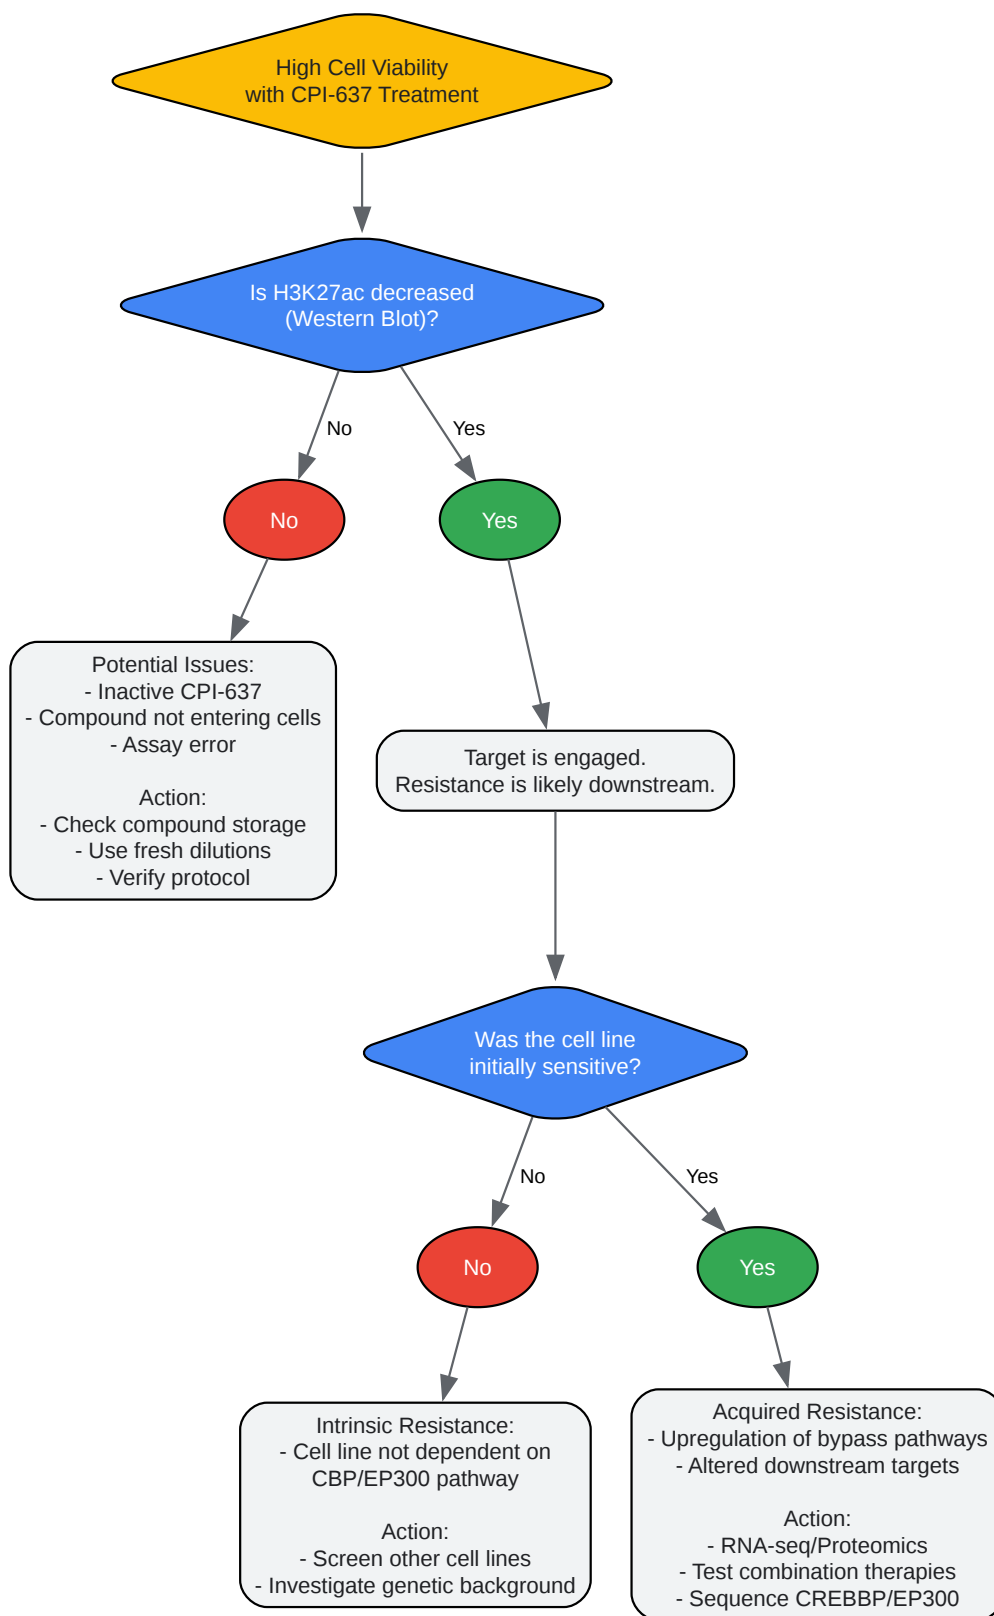 High Cell Viability
with CPI-637 Treatment
Is H3K27ac decreased
(Western Blot)?
No
Yes
No
Yes
Potential Issues:
- Inactive CPI-637
- Compound not entering cells
- Assay error
Action:
- Check compound storage
- Use fresh dilutions
- Verify protocol
Target is engaged.
Resistance is likely downstream.
Was the cell line
initially sensitive?
No
Yes
No
Yes
Intrinsic Resistance:
- Cell line not dependent on
CBP/EP300 pathway
Action:
- Screen other cell lines
- Investigate genetic background
Acquired Resistance:
- Upregulation of bypass pathways
- Altered downstream targets
Action:
- RNA-seq/Proteomics
- Test combination therapies
- Sequence CREBBP/EP300